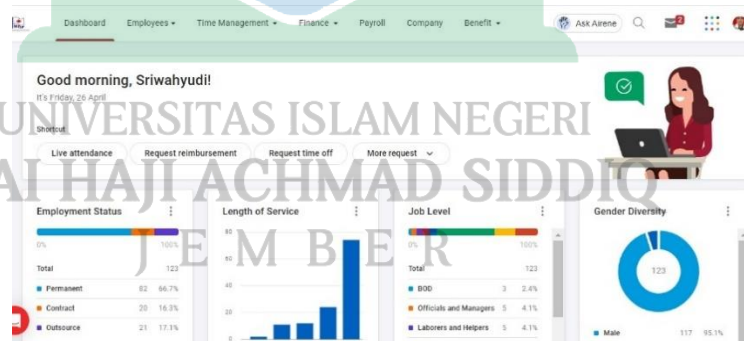 Dashboard Employees Time Management Finance Payroll Company Benefit Ask Airene 2
Good morning, Sriwahyudi!
It's Friday, 26 April
UNIVERSITAS ISLAM NEGERI
Shortcut
Live attendance Request reimbursement Request time off More request
AI HAJI ACHMAD SIDDIQ
Employment Status Length of Service Job Level Gender Diversity
0% 100% 80 0% 100%
JEMBER
Total 123 60 Total 123 123
Permanent 82 66.7% 40 BOD 3 2.4%
Contract 20 16.3% 20 Officials and Managers 5 4.1%
Outsource 21 17.1% 0 Laborers and Helpers 5 4.1% Male 117 95.1%